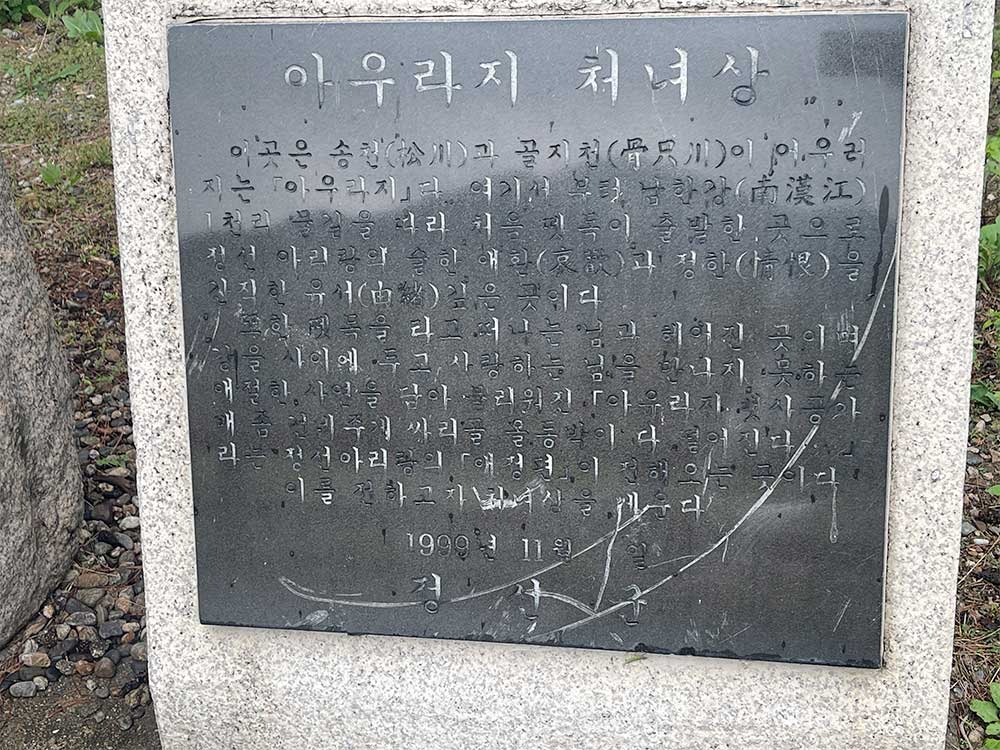 아우라지 처녀상
이곳은 송천(松川)과 골지천(骨只川)이 어우러
지는 「아우라지」다. 여기서 부터 남한강(南漢江)
1천리 물길을 따라 처음 뗏목이 출발한 곳으로
정선 아리랑의 숱한 애환(哀歡)과 정한(情恨)을
간직한 유서(由緖)깊은 곳이다
또한 뗏목을 타고 떠나는 님과 헤어진 곳이며
강을 사이에 두고 사랑하는 님을 만나지 못하는
애절한 사연을 담아 불리워진 「아우라지 뱃사공아
배좀 건네주게 싸리골 올동박이 다 떨어진다」
라는 정선아리랑의 「애정편」이 전해오는 곳이다
이를 전하고자 처녀상을 세운다
1999년 11월 일
정 선 군